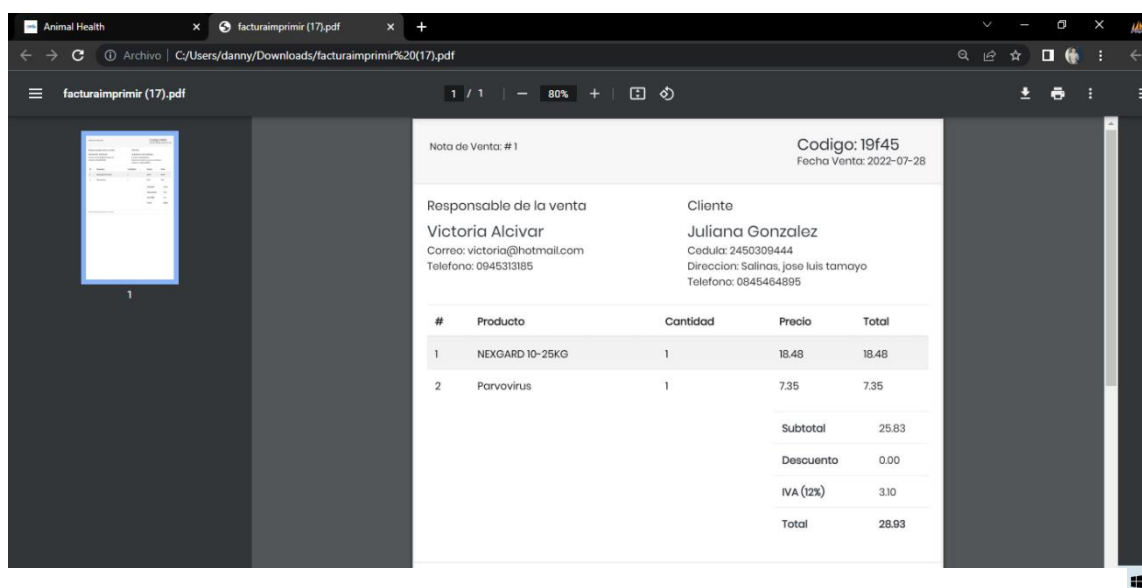 Animal Health
facturaimprimir (17).pdf
Archivo | C:/Users/danny/Downloads/facturaimprimir%20(17).pdf
facturaimprimir (17).pdf
1 / 1 | − 80% +
1
Nota de Venta: # 1
Codigo: 19f45
Fecha Venta: 2022-07-28
Responsable de la venta
Victoria Alcivar
Correo: victoria@hotmail.com
Telefono: 0945313185
Cliente
Juliana Gonzalez
Cedula: 2450309444
Direccion: Salinas, jose luis tamayo
Telefono: 0845464895
# Producto Cantidad Precio Total
1 NEXGARD 10-25KG 1 18.48 18.48
2 Parvovirus 1 7.35 7.35
Subtotal 25.83
Descuento 0.00
IVA (12%) 3.10
Total 28.93